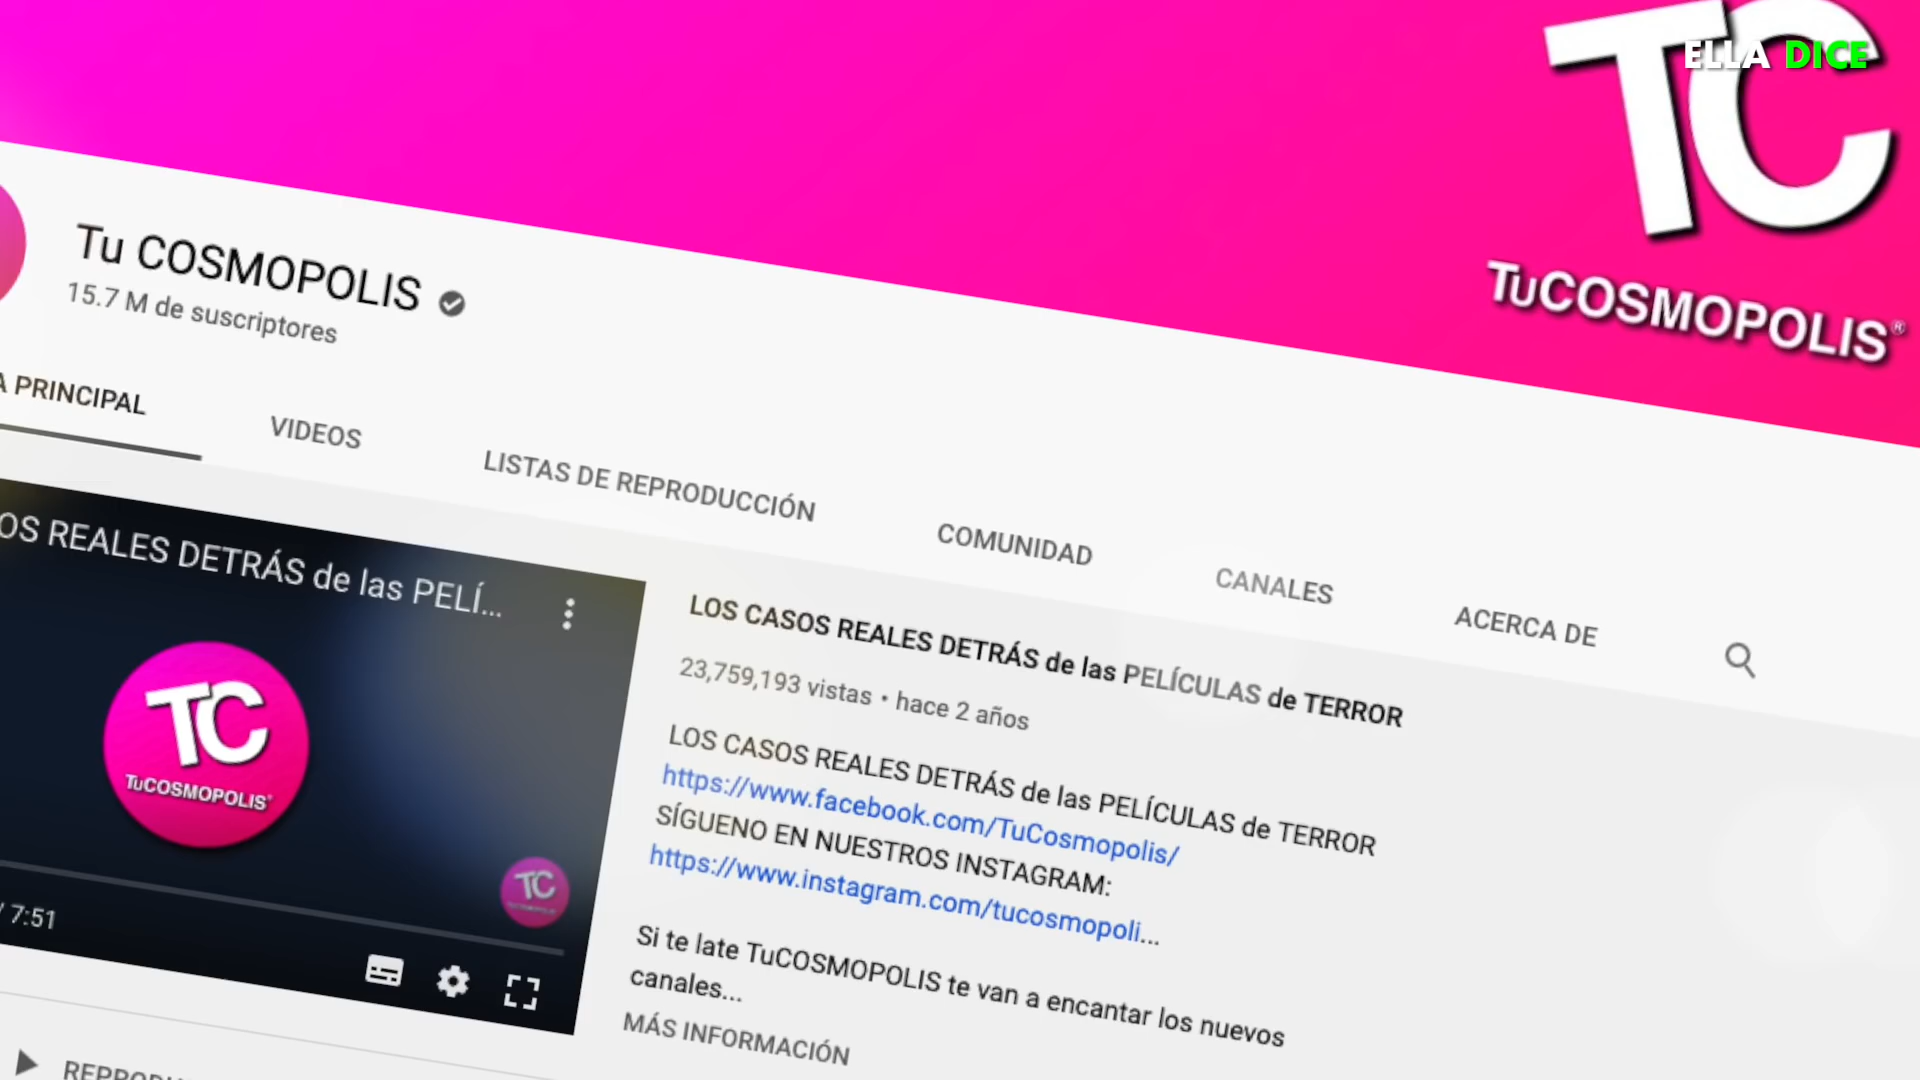 ELLA DICE
TC
TuCOSMOPOLIS®
Tu COSMOPOLIS
15.7 M de suscriptores
A PRINCIPAL
VIDEOS
LISTAS DE REPRODUCCIÓN
COMUNIDAD
CANALES
ACERCA DE
OS REALES DETRÁS de las PELÍ...
TC
TuCOSMOPOLIS
TC
/ 7:51
LOS CASOS REALES DETRÁS de las PELÍCULAS de TERROR
23,759,193 vistas • hace 2 años
LOS CASOS REALES DETRÁS de las PELÍCULAS de TERROR
https://www.facebook.com/TuCosmopolis/
SÍGUENO EN NUESTROS INSTAGRAM:
https://www.instagram.com/tucosmopoli...
Si te late TuCOSMOPOLIS te van a encantar los nuevos
canales...
MÁS INFORMACIÓN